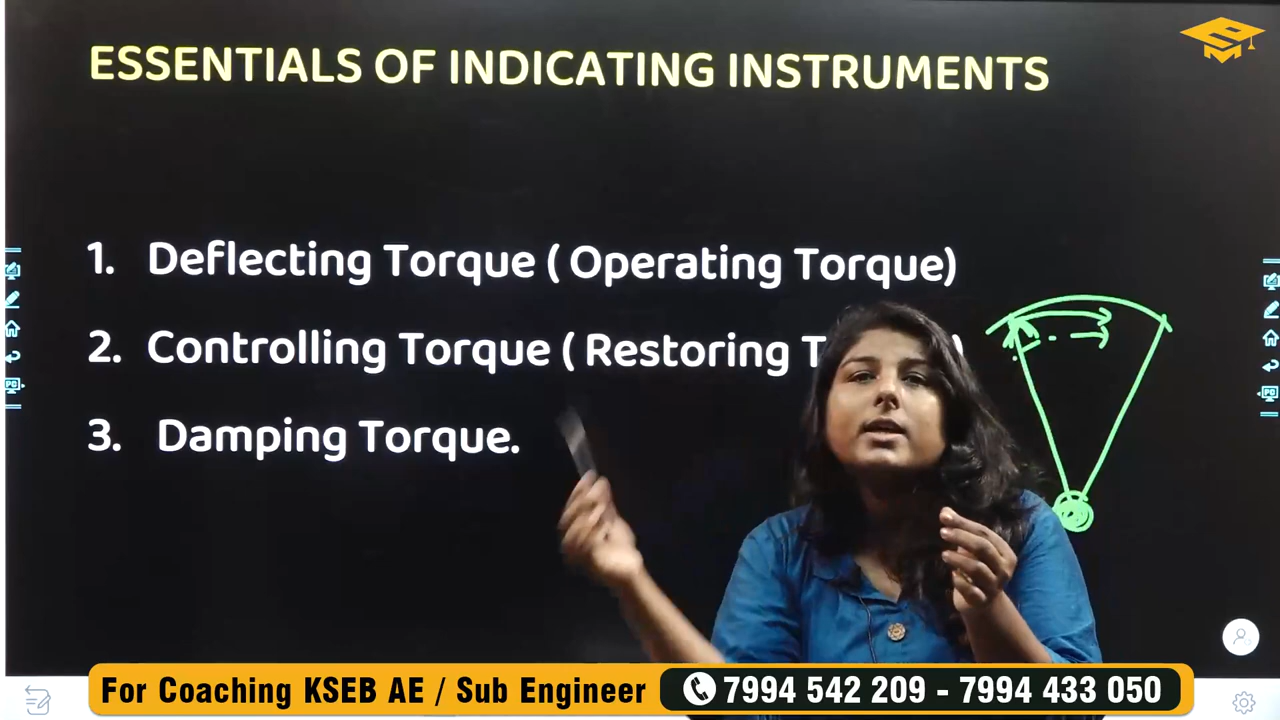 ESSENTIALS OF INDICATING INSTRUMENTS
1. Deflecting Torque ( Operating Torque)
2. Controlling Torque ( Restoring
3. Damping Torque.
For Coaching KSEB AE / Sub Engineer 7994 542 209 - 7994 433 050